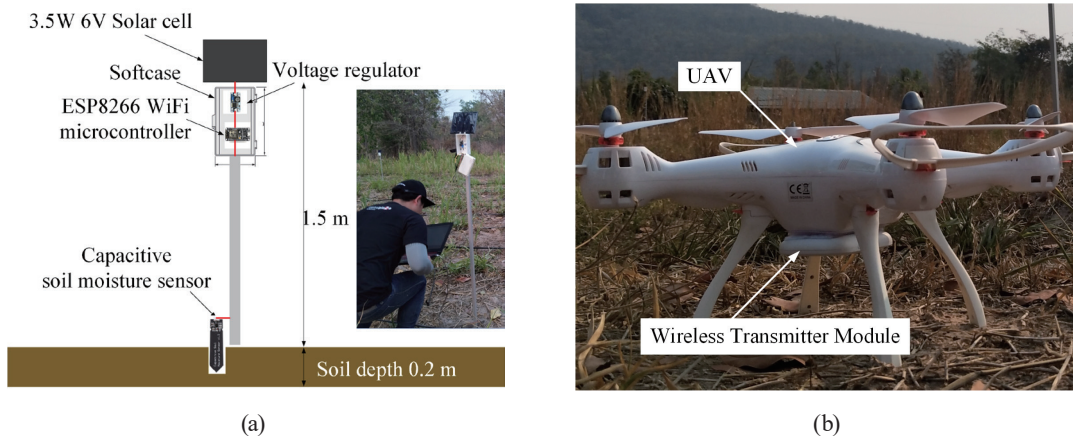 3.5W 6V Solar cell
Softcase
Voltage regulator
ESP8266 WiFi
microcontroller
1.5 m
Capacitive
soil moisture sensor
Soil depth 0.2 m
(a)
UAV
CE
Wireless Transmitter Module
(b)